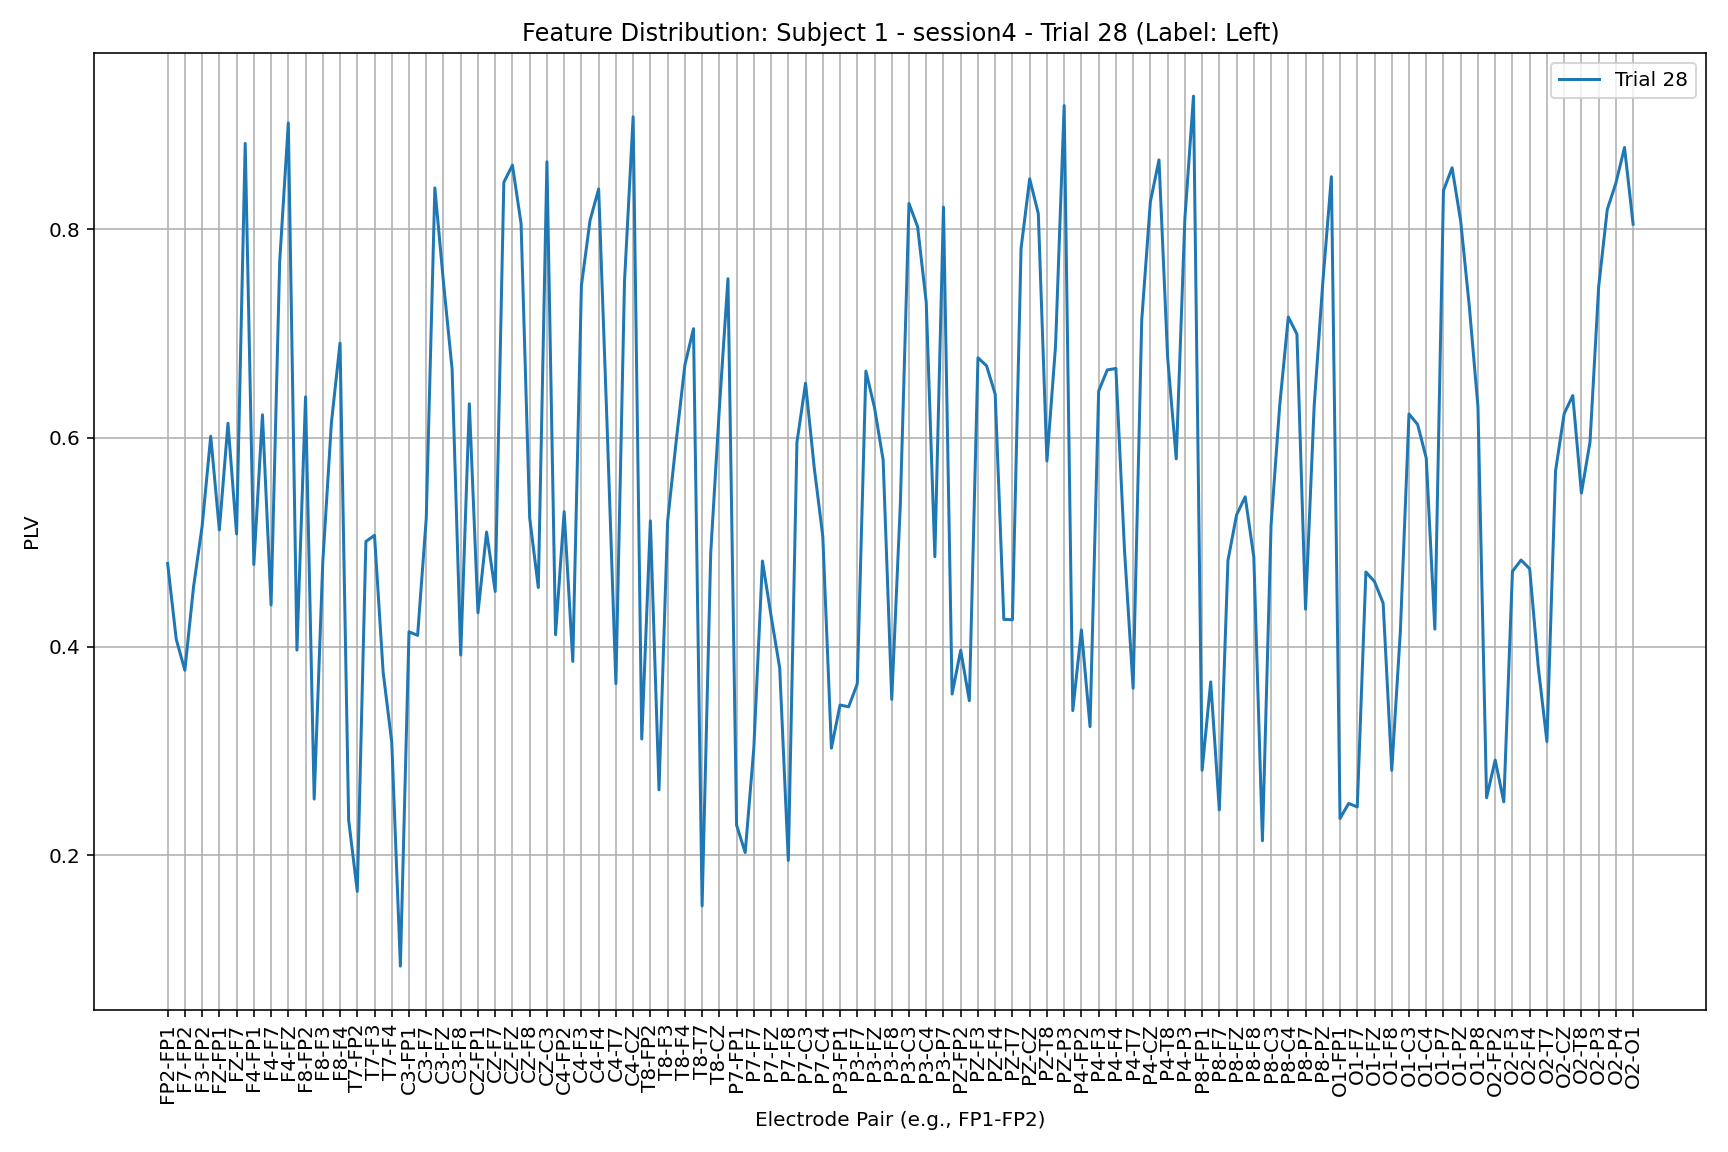 Feature Distribution: Subject 1 - session4 - Trial 28 (Label: Left)
Trial 28
PLV
0.8
0.6
0.4
0.2
FP2-FP1
F7-FP2
F3-FP2
FZ-FP1
FZ-F7
F4-FP1
F4-F7
F4-FZ
F8-FP2
F8-F3
F8-F4
T7-FP2
T7-F3
T7-F4
C3-FP1
C3-F7
C3-FZ
C3-F8
CZ-FP1
CZ-F7
CZ-FZ
CZ-F8
CZ-C3
C4-FP2
C4-F3
C4-F4
C4-T7
C4-CZ
T8-FP2
T8-F3
T8-F4
T8-T7
T8-CZ
P7-FP1
P7-F7
P7-FZ
P7-F8
P7-C3
P7-C4
P3-FP1
P3-F7
P3-FZ
P3-F8
P3-C3
P3-C4
P3-P7
PZ-FP2
PZ-F3
PZ-F4
PZ-T7
PZ-CZ
PZ-T8
PZ-P3
P4-FP2
P4-F3
P4-F4
P4-T7
P4-CZ
P4-T8
P4-P3
P8-FP1
P8-F7
P8-FZ
P8-F8
P8-C3
P8-C4
P8-P7
P8-PZ
O1-FP1
O1-F7
O1-FZ
O1-F8
O1-C3
O1-C4
O1-P7
O1-PZ
O1-P8
O2-FP2
O2-F3
O2-F4
O2-T7
O2-CZ
O2-T8
O2-P3
O2-P4
O2-O1
Electrode Pair (e.g., FP1-FP2)